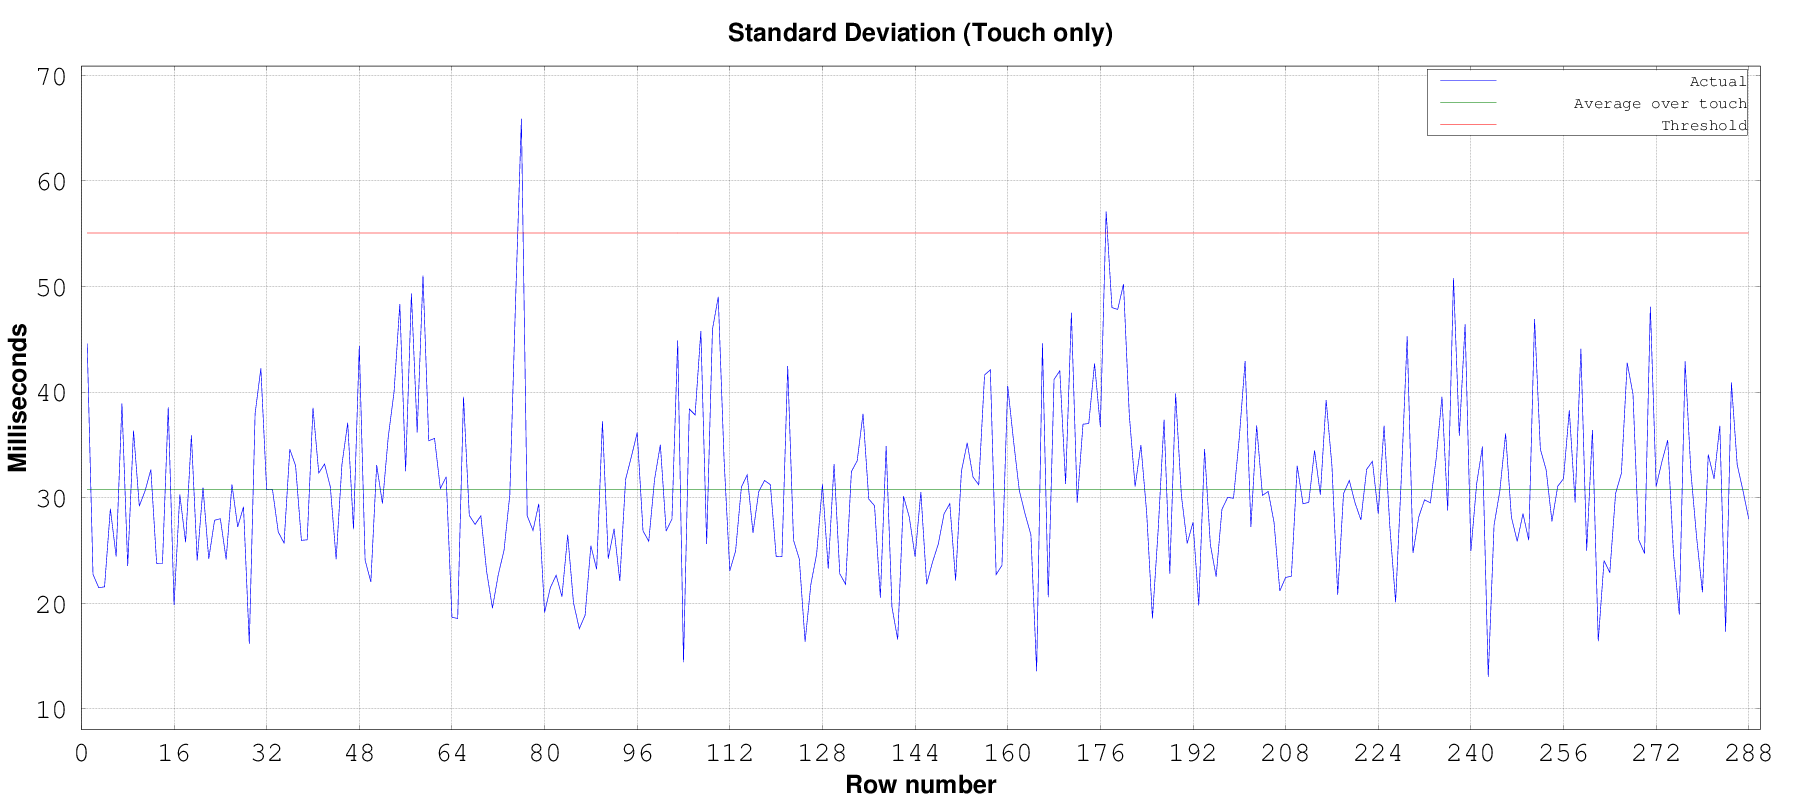 Standard Deviation (Touch only)
70
60
50
40
30
20
10
Milliseconds
Actual
Average over touch
Threshold
0 16 32 48 64 80 96 112 128 144 160 176 192 208 224 240 256 272 288
Row number